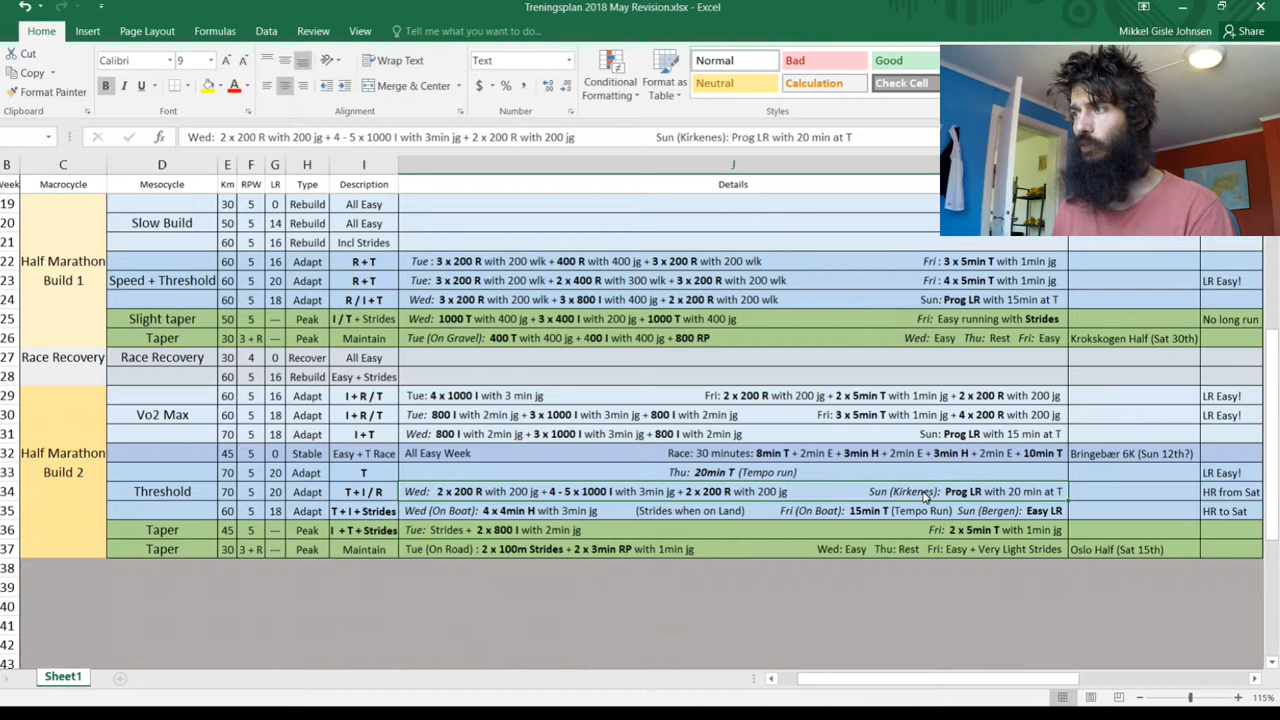 Treningsplan 2018 May Revision.xlsx - Excel
Home Insert Page Layout Formulas Data Review View Tell me what you want to do... Mikkel Gisle Johnsen Share
Cut Calibri 9 A A Wrap Text Text Normal Bad Good
Copy Conditional Format as
Format Painter B I U A Merge & Center $ % Formatting Table Neutral Calculation Check Cell
Clipboard Font Alignment Number Styles
fx Wed: 2 x 200 R with 200 jg + 4 - 5 x 1000 I with 3min jg + 2 x 200 R with 200 jg Sun (Kirkenes): Prog LR with 20 min at T
B C D E F G H I J
Week Macrocycle Mesocycle Km RPW LR Type Description Details
19 30 5 0 Rebuild All Easy
20 Slow Build 50 5 14 Rebuild All Easy
21 60 5 16 Rebuild Incl Strides
22 Half Marathon 60 5 16 Adapt R + T Tue : 3 x 200 R with 200 wlk + 400 R with 400 jg + 3 x 200 R with 200 wlk Fri : 3 x 5min T with 1min jg
23 Build 1 Speed + Threshold 60 5 20 Adapt R + T Tue: 3 x 200 R with 200 wlk + 2 x 400 R with 300 wlk + 3 x 200 R with 200 wlk Fri : 4 x 5min T with 1min jg LR Easy!
24 60 5 18 Adapt R / I + T Wed: 3 x 200 R with 200 wlk + 3 x 800 I with 400 jg + 2 x 200 R with 200 wlk Sun: Prog LR with 15min at T
25 Slight taper 50 5 --- Peak I / T + Strides Wed: 1000 T with 400 jg + 3 x 400 I with 200 jg + 1000 T with 400 jg Fri: Easy running with Strides No long run
26 Taper 30 3 + R --- Peak Maintain Tue (On Gravel): 400 T with 400 jg + 400 I with 400 jg + 800 RP Wed: Easy Thu: Rest Fri: Easy Krokskogen Half (Sat 30th)
27 Race Recovery Race Recovery 30 4 0 Recover All Easy
28 60 5 16 Rebuild Easy + Strides
29 60 5 16 Adapt I + R / T Tue: 4 x 1000 I with 3 min jg Fri: 2 x 200 R with 200 jg + 2 x 5min T with 1min jg + 2 x 200 R with 200 jg LR Easy!
30 Vo2 Max 60 5 18 Adapt I + R / T Tue: 800 I with 2min jg + 3 x 1000 I with 3min jg + 800 I with 2min jg Fri: 3 x 5min T with 1min jg + 4 x 200 R with 200 jg LR Easy!
31 70 5 18 Adapt I + T Wed: 800 I with 2min jg + 3 x 1000 I with 3min jg + 800 I with 2min jg Sun: Prog LR with 15 min at T
32 Half Marathon 45 5 0 Stable Easy + T Race All Easy Week Race: 30 minutes: 8min T + 2min E + 3min H + 2min E + 3min H + 2min E + 10min T Bringebær 6K (Sun 12th?)
33 Build 2 70 5 20 Adapt T Thu: 20min T (Tempo run) LR Easy!
34 Threshold 70 5 20 Adapt T + I / R Wed: 2 x 200 R with 200 jg + 4 - 5 x 1000 I with 3min jg + 2 x 200 R with 200 jg Sun (Kirkenes): Prog LR with 20 min at T HR from Sat
35 60 5 18 Adapt T + I + Strides Wed (On Boat): 4 x 4min H with 3min jg (Strides when on Land) Fri (On Boat): 15min T (Tempo Run) Sun (Bergen): Easy LR HR to Sat
36 Taper 45 5 --- Peak I + T + Strides Tue: Strides + 2 x 800 I with 2min jg Fri: 2 x 5min T with 1min jg
37 Taper 30 3 + R --- Peak Maintain Tue (On Road) : 2 x 100m Strides + 2 x 3min RP with 1min jg Wed: Easy Thu: Rest Fri: Easy + Very Light Strides Oslo Half (Sat 15th)
38
39
40
41
42
43
Sheet1
115%